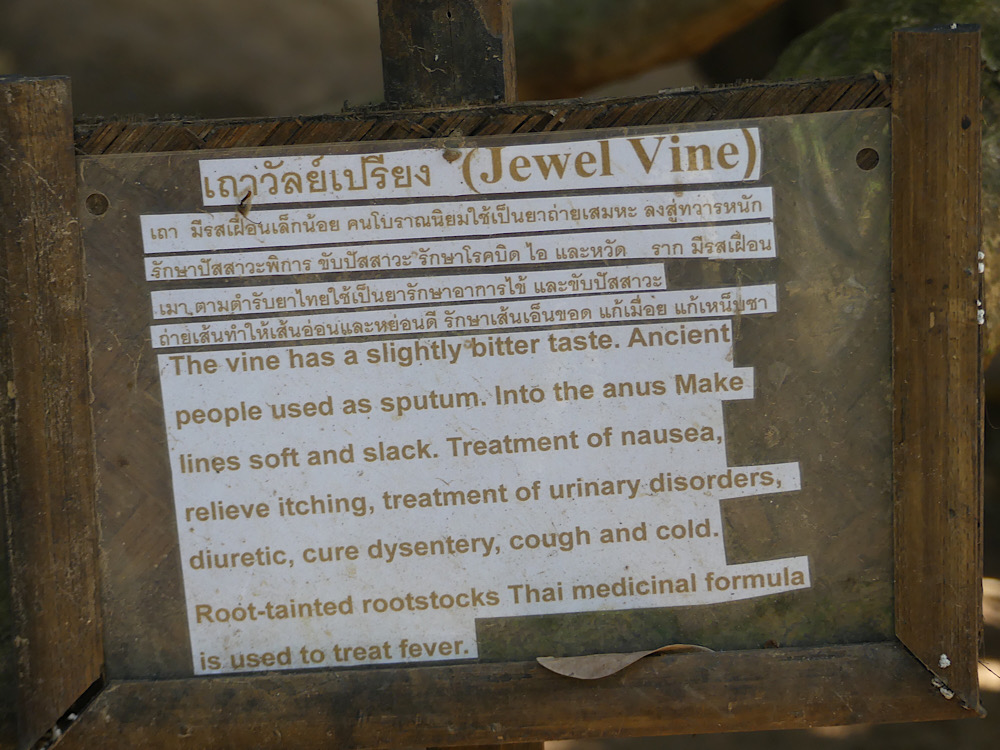 เถาวัลย์เปรียง (Jewel Vine)
เถา มีรสเฝื่อนเล็กน้อย คนโบราณนิยมใช้เป็นยาถ่ายเสมหะ ลงสู่ทวารหนัก
รักษาปัสสาวะพิการ ขับปัสสาวะ รักษาโรคบิด ไอ และหวัด ราก มีรสเฝื่อน
เมา ตามตำรับยาไทยใช้เป็นยารักษาอาการไข้ และขับปัสสาวะ
ถ่ายเส้นทำให้เส้นอ่อนและหย่อนดี รักษาเส้นเอ็นขอด แก้เมื่อย แก้เหน็บชา
The vine has a slightly bitter taste. Ancient
people used as sputum. Into the anus Make
lines soft and slack. Treatment of nausea,
relieve itching, treatment of urinary disorders,
diuretic, cure dysentery, cough and cold.
Root-tainted rootstocks Thai medicinal formula
is used to treat fever.